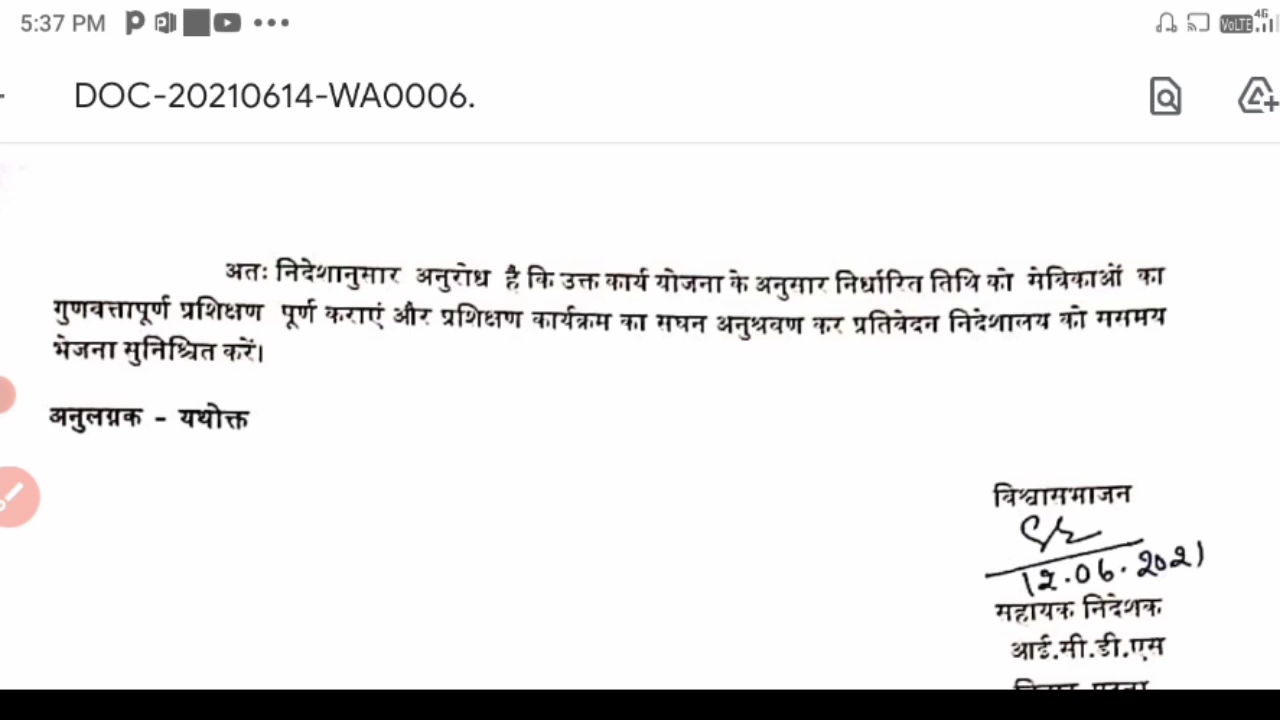 5:37 PM
VoLTE 4G
DOC-20210614-WA0006.
अतः निदेशानुसार अनुरोध है कि उक्त कार्य योजना के अनुसार निर्धारित तिथि को सेविकाओं का
गुणवत्तापूर्ण प्रशिक्षण पूर्ण कराएं और प्रशिक्षण कार्यक्रम का सघन अनुश्रवण कर प्रतिवेदन निदेशालय को ससमय
भेजना सुनिश्चित करें।
अनुलग्नक - यथोक्त
विश्वासभाजन
12.06.2021
सहायक निदेशक
आई.सी.डी.एस